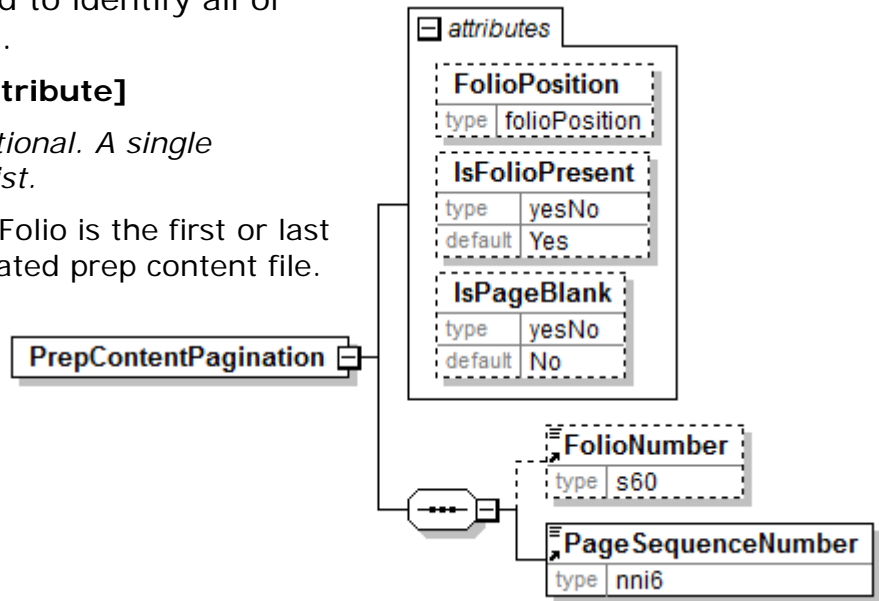 d to identify all of
.
tribute]
tional. A single
ist.
Folio is the first or last
ated prep content file.
attributes
FolioPosition
type folioPosition
IsFolioPresent
type yesNo
default Yes
IsPageBlank
type yesNo
default No
PrepContentPagination
FolioNumber
type s60
PageSequenceNumber
type nni6